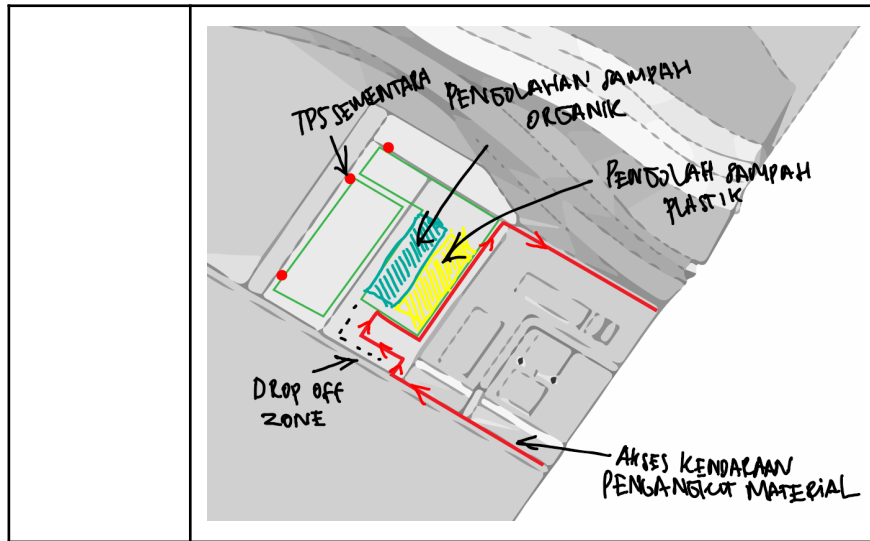 TPS SEMENTARA
PENGOLAHAN SAMPAH
ORGANIK
PENGOLAH SAMPAH
PLASTIK
DROP OFF
ZONE
AKSES KENDARAAN
PENGANGKUT MATERIAL